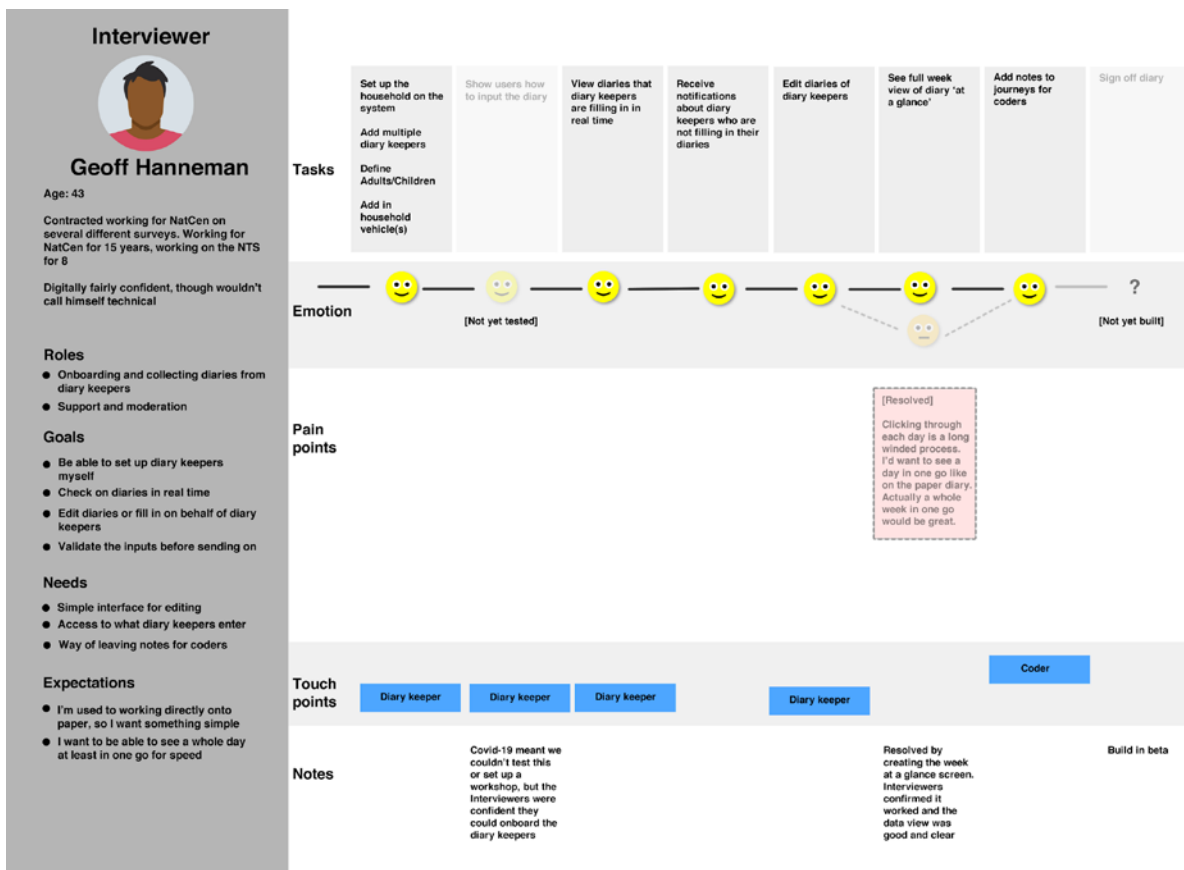 Interviewer
Geoff Hanneman
Age: 43
Contracted working for NatCen on
several different surveys. Working for
NatCen for 15 years, working on the NTS
for 8
Digitally fairly confident, though wouldn't
call himself technical
Roles
Onboarding and collecting diaries from
diary keepers
Support and moderation
Goals
Be able to set up diary keepers
myself
Check on diaries in real time
Edit diaries or fill in on behalf of diary
keepers
Validate the inputs before sending on
Needs
Simple interface for editing
Access to what diary keepers enter
Way of leaving notes for coders
Expectations
I'm used to working directly onto
paper, so I want something simple
I want to be able to see a whole day
at least in one go for speed
Tasks
Set up the
household on the
system
Add multiple
diary keepers
Define
Adults/Children
Add in
household
vehicle(s)
Show users how
to input the diary
View diaries that
diary keepers
are filling in in
real time
Receive
notifications
about diary
keepers who are
not filling in their
diaries
Edit diaries of
diary keepers
See full week
view of diary 'at
a glance'
Add notes to
journeys for
coders
Sign off diary
Emotion
[Not yet tested]
?
[Not yet built]
Pain
points
[Resolved]
Clicking through
each day is a long
winded process.
I'd want to see a
day in one go like
on the paper diary.
Actually a whole
week in one go
would be great.
Touch
points
Diary keeper
Diary keeper
Diary keeper
Diary keeper
Coder
Notes
Covid-19 meant we
couldn't test this
or set up a
workshop, but the
Interviewers were
confident they
could onboard the
diary keepers
Resolved by
creating the week
at a glance screen.
Interviewers
confirmed it
worked and the
data view was
good and clear
Build in beta